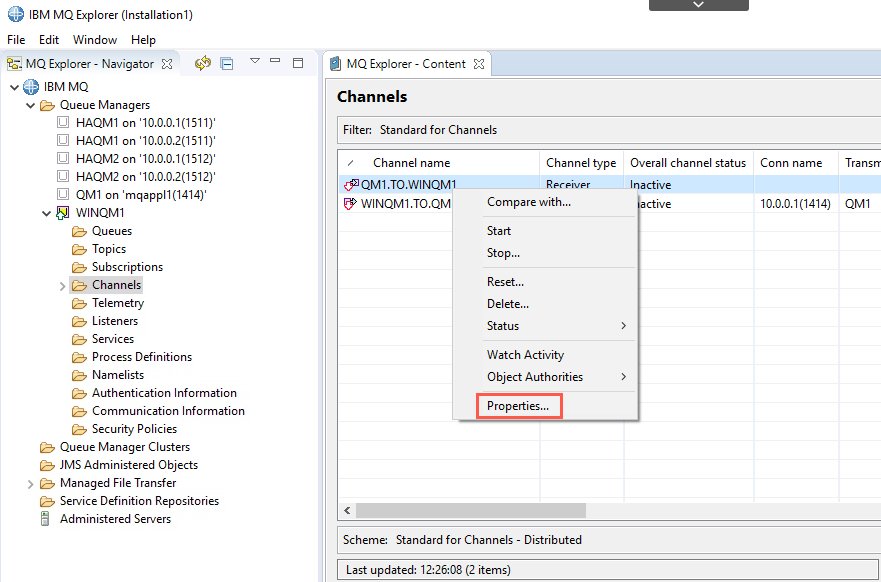 IBM MQ Explorer (Installation1)
File Edit Window Help
MQ Explorer - Navigator
IBM MQ
Queue Managers
HAQM1 on '10.0.0.1(1511)'
HAQM1 on '10.0.0.2(1511)'
HAQM2 on '10.0.0.1(1512)'
HAQM2 on '10.0.0.2(1512)'
QM1 on 'mqappl1(1414)'
WINQM1
Queues
Topics
Subscriptions
Channels
Telemetry
Listeners
Services
Process Definitions
Namelists
Authentication Information
Communication Information
Security Policies
Queue Manager Clusters
JMS Administered Objects
Managed File Transfer
Service Definition Repositories
Administered Servers
MQ Explorer - Content
Channels
Filter: Standard for Channels
Channel name Channel type Overall channel status Conn name Transm
QM1.TO.WINQM1 Receiver Inactive
WINQM1.TO.QM active 10.0.0.1(1414) QM1
Compare with...
Start
Stop...
Reset...
Delete...
Status
Watch Activity
Object Authorities
Properties...
Scheme: Standard for Channels - Distributed
Last updated: 12:26:08 (2 items)